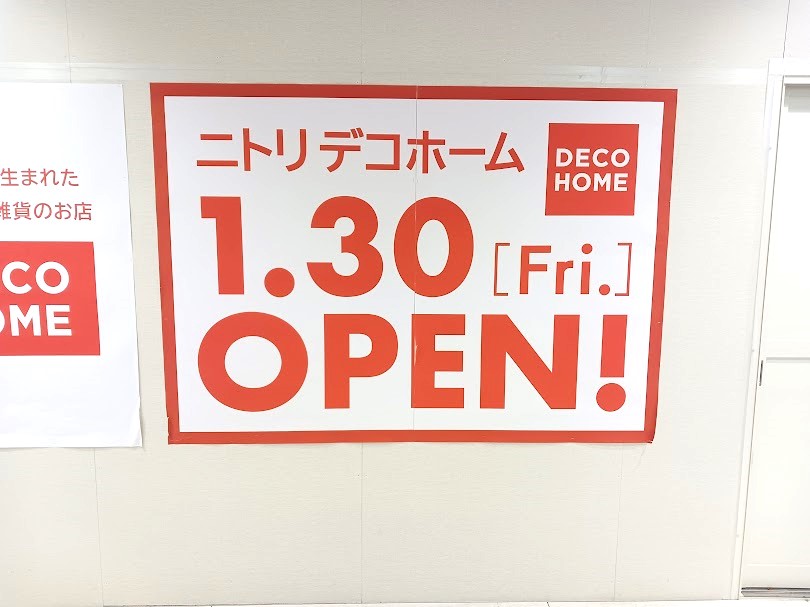 生まれた
雑貨のお店
CO
OME
ニトリ デコホーム
DECO
HOME
1.30 [Fri.]
OPEN!